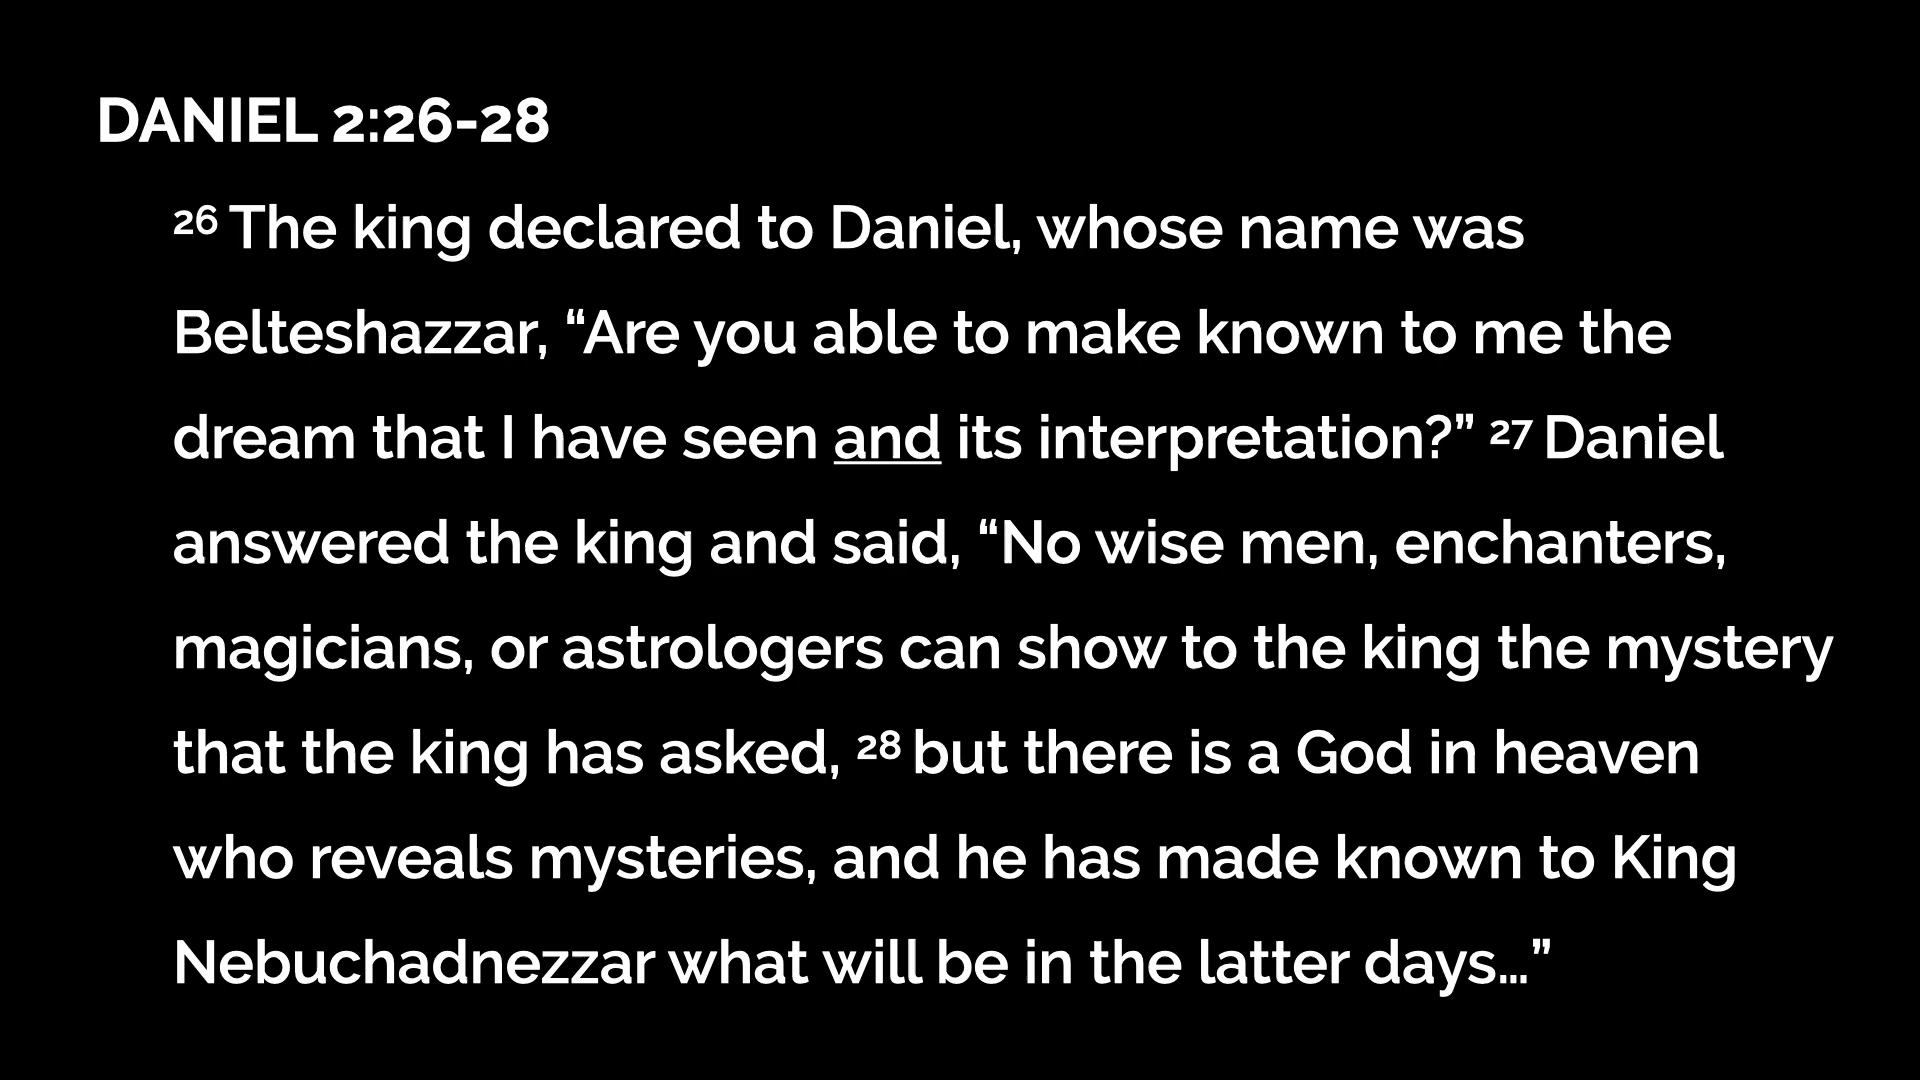 DANIEL 2:26-28
26 The king declared to Daniel, whose name was
Belteshazzar, “Are you able to make known to me the
dream that I have seen and its interpretation?” 27 Daniel
answered the king and said, “No wise men, enchanters,
magicians, or astrologers can show to the king the mystery
that the king has asked, 28 but there is a God in heaven
who reveals mysteries, and he has made known to King
Nebuchadnezzar what will be in the latter days…”